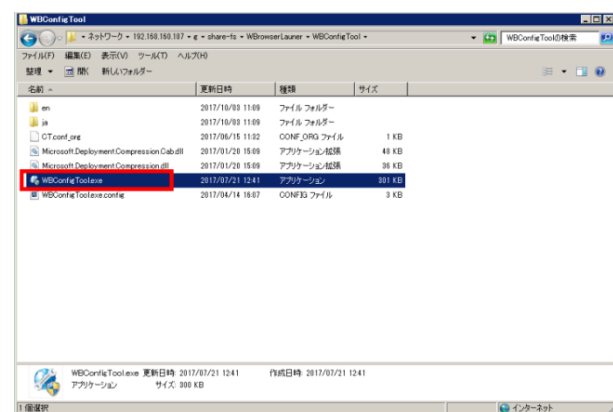 WBConfigTool
ネットワーク 192.168.160.107 g share-fs WBrowserLauner WBConfigTool
WBConfigToolの検索
ファイル(F) 編集(E) 表示(V) ツール(T) ヘルプ(H)
整理 開く 新しいフォルダー
名前 更新日時 種類 サイズ
en 2017/10/03 11:09 ファイル フォルダー
ja 2017/10/03 11:09 ファイル フォルダー
CT.conf_org 2017/06/15 11:32 CONF_ORG ファイル 1 KB
Microsoft.Deployment.Compression.Cab.dll 2017/01/20 15:09 アプリケーション拡張 48 KB
Microsoft.Deployment.Compression.dll 2017/01/20 15:09 アプリケーション拡張 36 KB
WBConfigTool.exe 2017/07/21 12:41 アプリケーション 301 KB
WBConfigTool.exe.config 2017/04/14 16:07 CONFIG ファイル 3 KB
WBConfigTool.exe 更新日時: 2017/07/21 12:41 作成日時: 2017/07/21 12:41
アプリケーション サイズ: 300 KB
1 個選択 インターネット